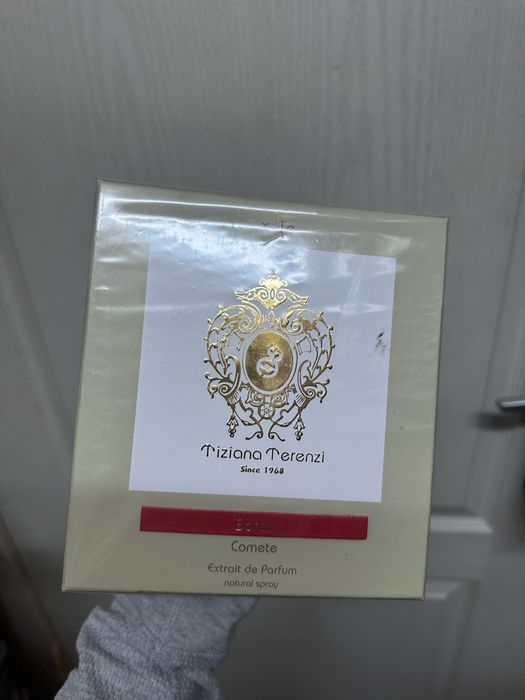 Tiziana Terenzi
Since 1968
Comete
Extrait de Parfum
natural spray